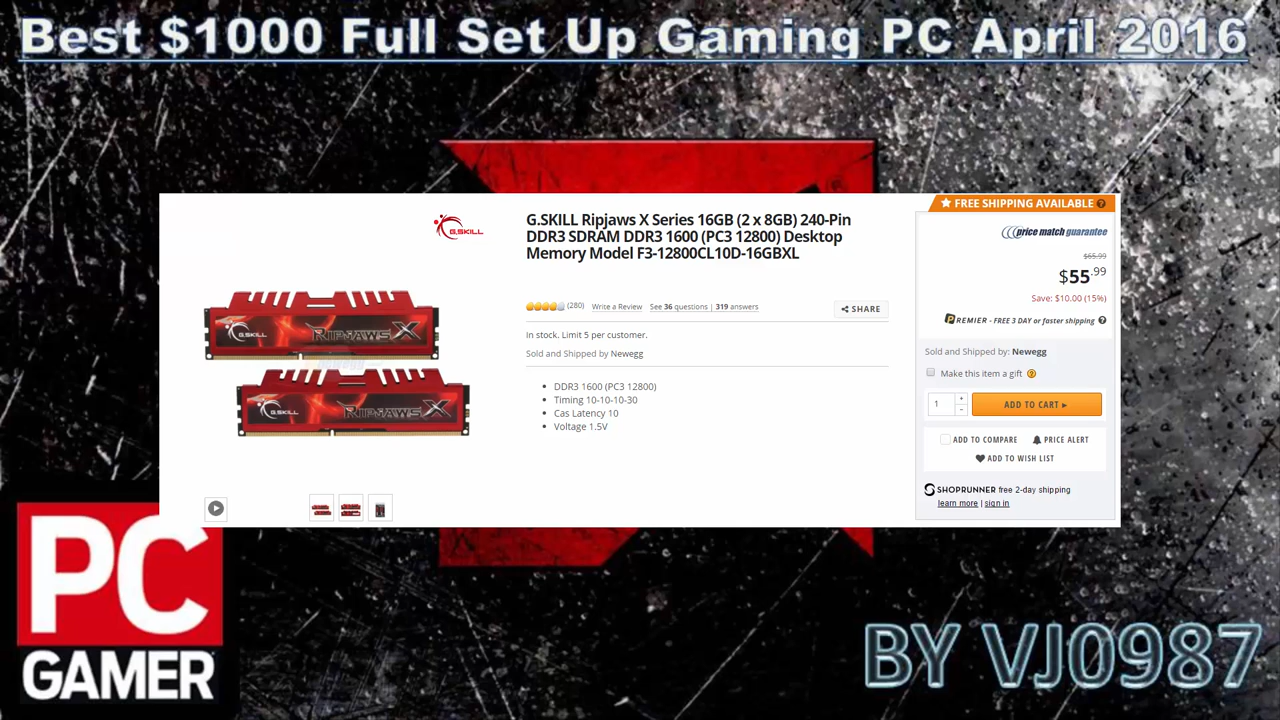 Best $1000 Full Set Up Gaming PC April 2016
G.SKILL
G.SKILL Ripjaws X Series 16GB (2 x 8GB) 240-Pin
DDR3 SDRAM DDR3 1600 (PC3 12800) Desktop
Memory Model F3-12800CL10D-16GBXL
(280) Write a Review See 36 questions | 319 answers
SHARE
In stock. Limit 5 per customer.
Sold and Shipped by Newegg
DDR3 1600 (PC3 12800)
Timing 10-10-10-30
Cas Latency 10
Voltage 1.5V
G.SKILL RIPJAWS X
G.SKILL RIPJAWS X
FREE SHIPPING AVAILABLE ?
price match guarantee
$65.99
$55.99
Save: $10.00 (15%)
PREMIER - FREE 3 DAY or faster shipping ?
Sold and Shipped by: Newegg
Make this item a gift ?
1 + -
ADD TO CART ▸
ADD TO COMPARE PRICE ALERT
ADD TO WISH LIST
SHOPRUNNER free 2-day shipping
learn more | sign in
PC
GAMER
BY VJ0987